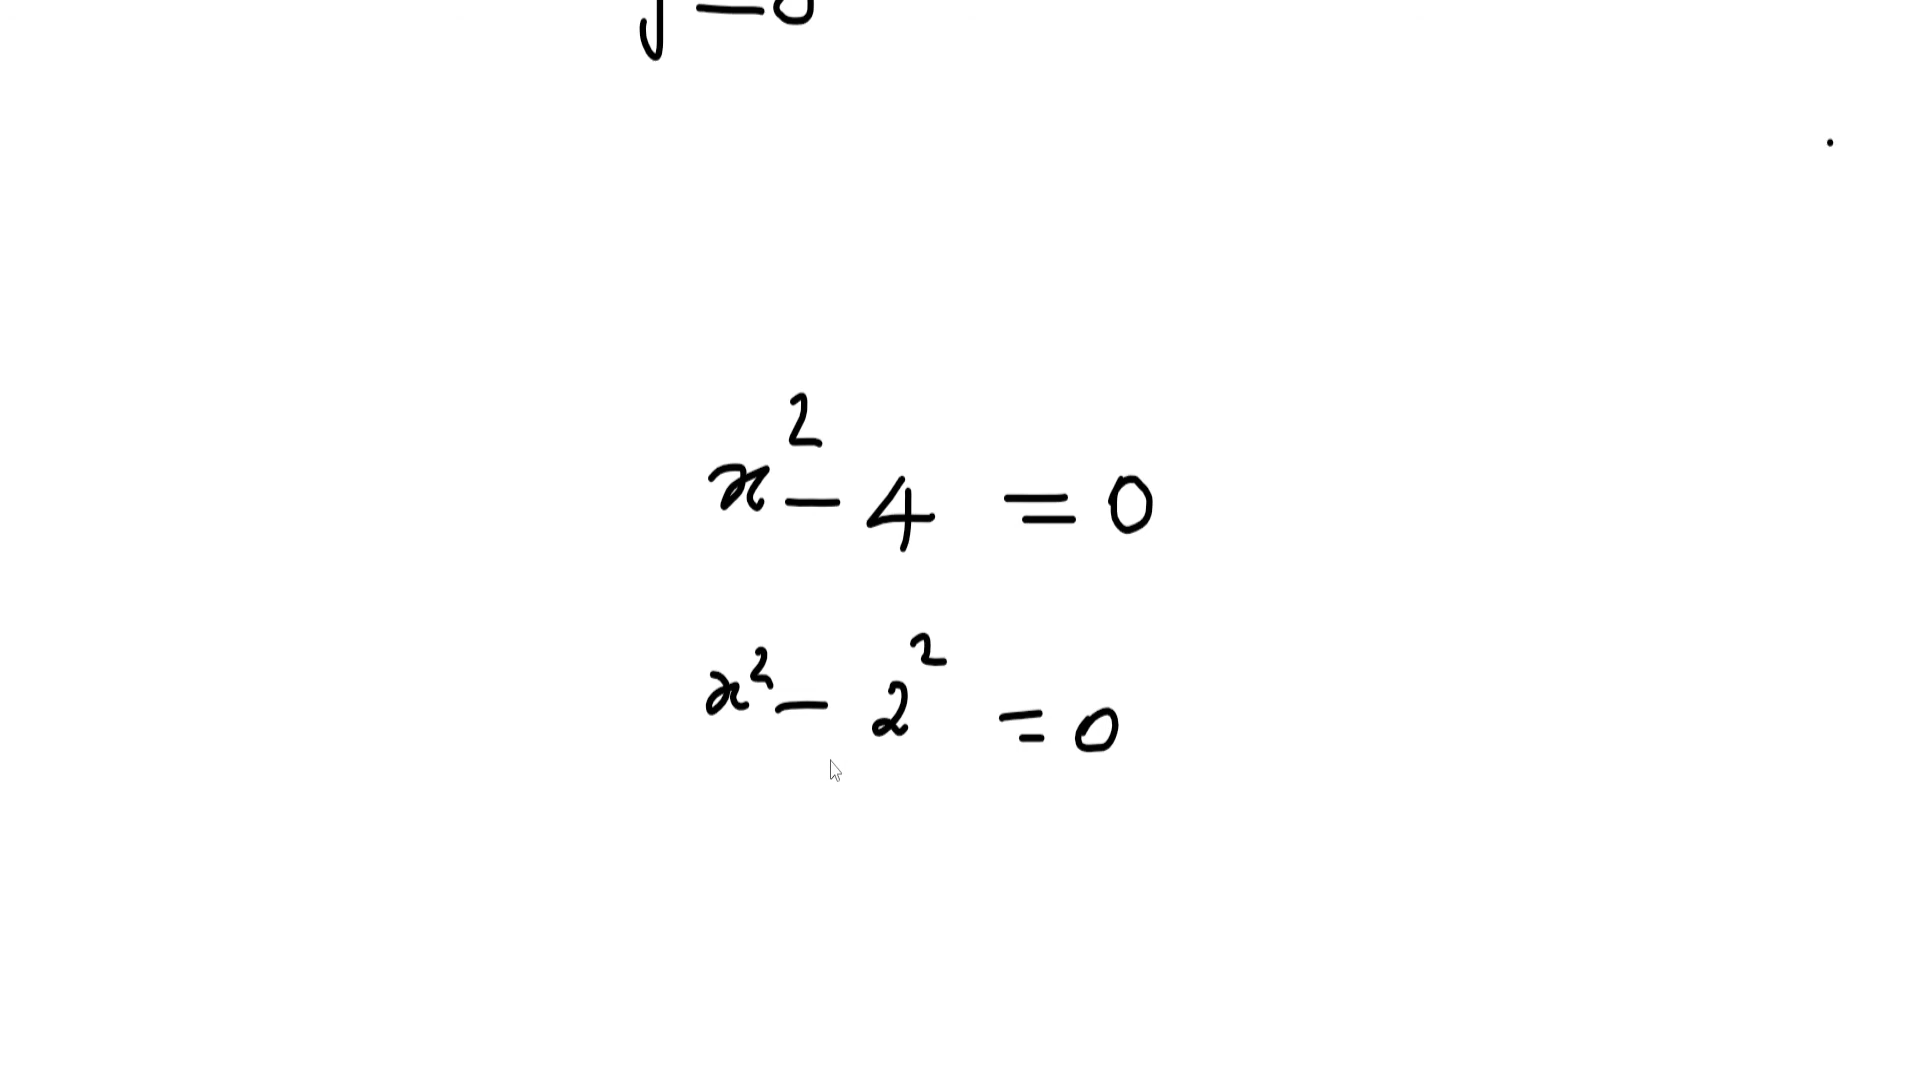 x² - 4 = 0
x² - 2² = 0